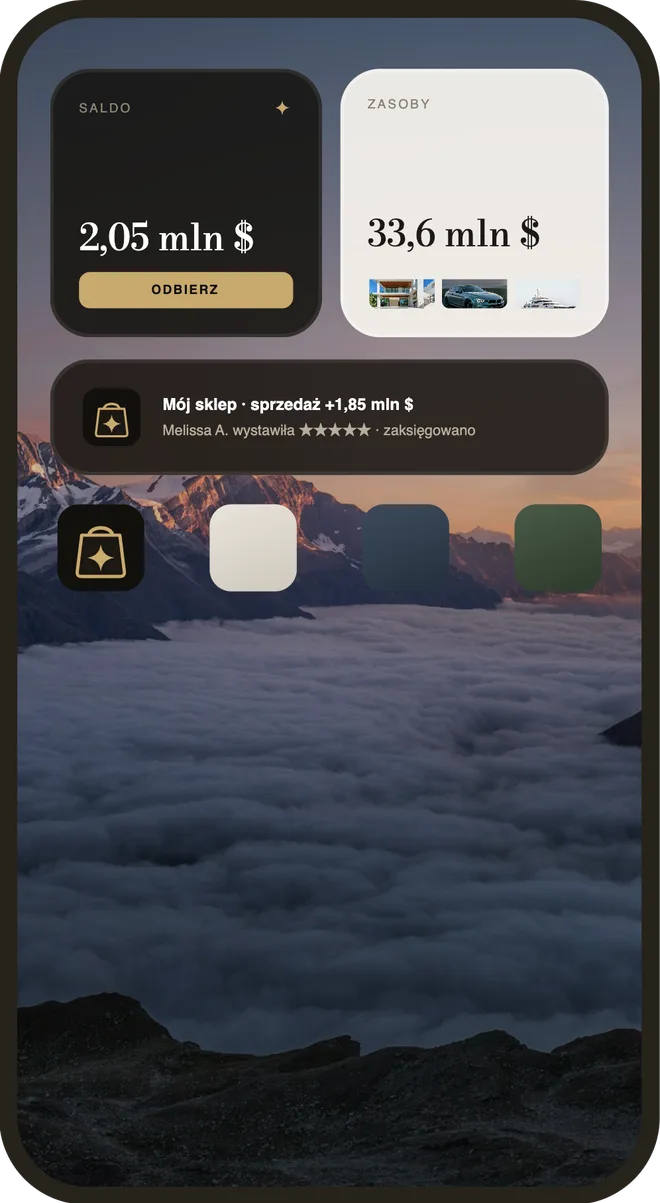 SALDO
2,05 mln $
ODBIERZ
ZASOBY
33,6 mln $
Mój sklep · sprzedaż +1,85 mln $
Melissa A. wystawiła ★★★★★ · zaksięgowano